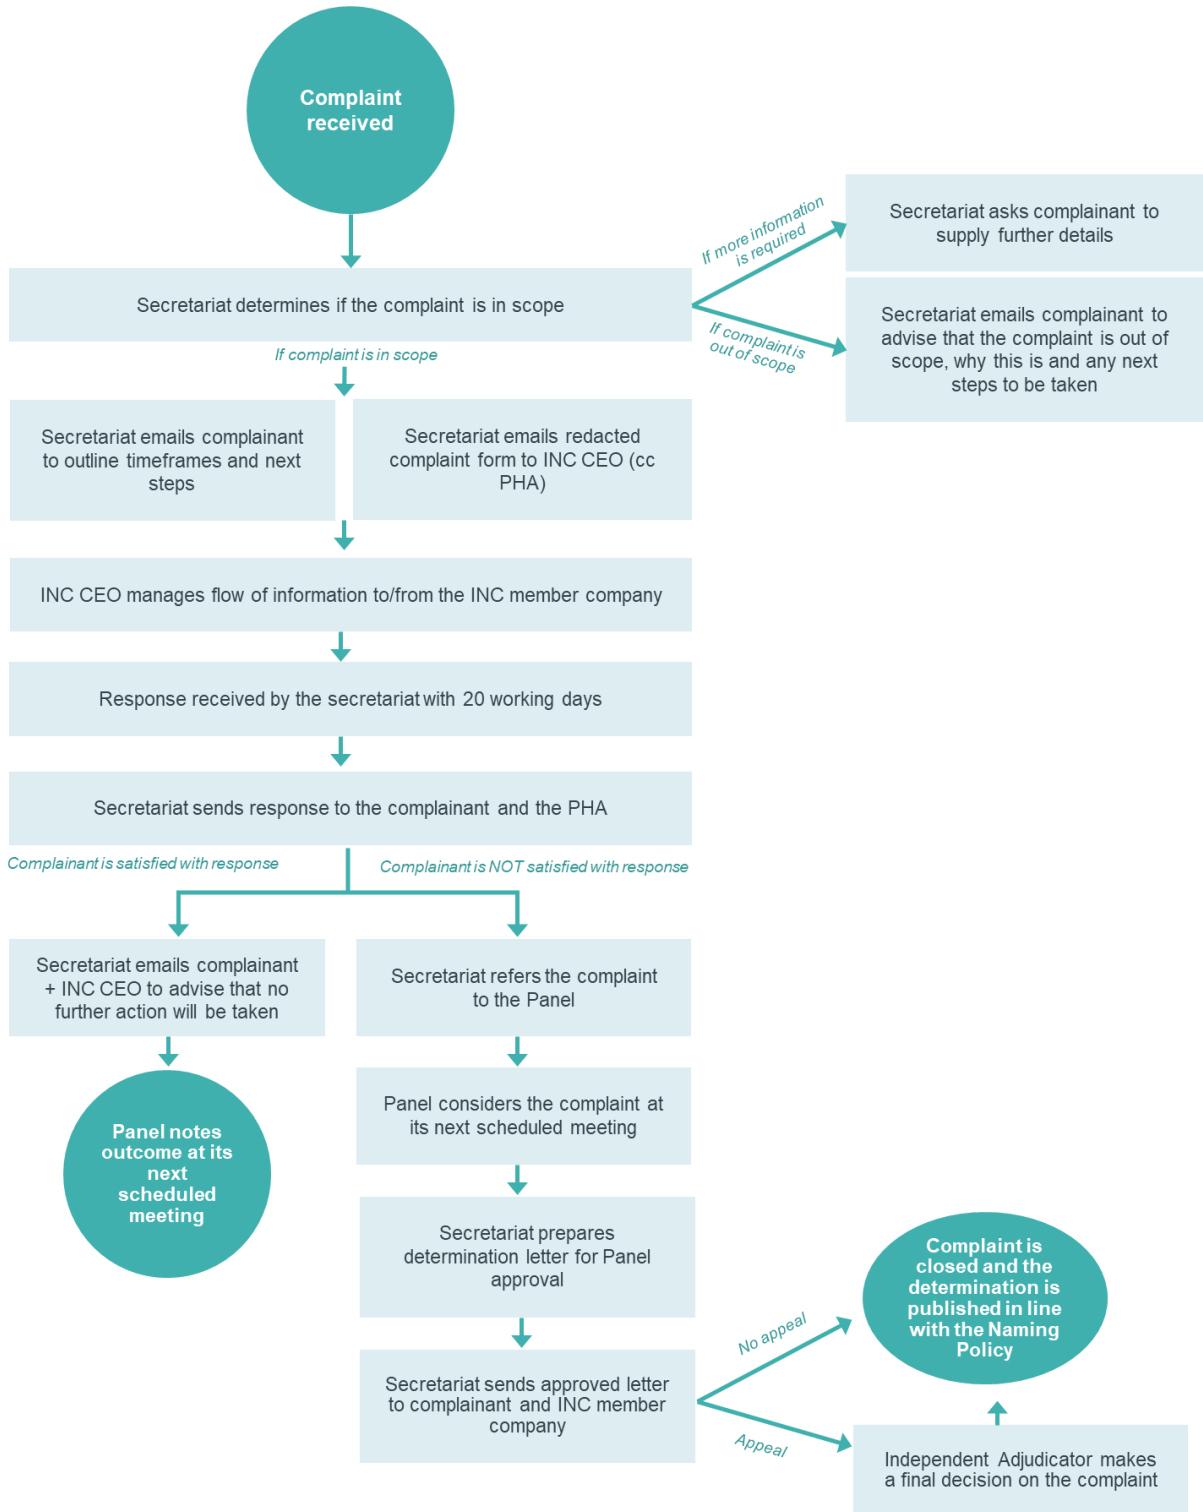 Complaint
received
If more information
is required
Secretariat asks complainant to
supply further details
Secretariat determines if the complaint is in scope
If complaint is
out of scope
Secretariat emails complainant to
advise that the complaint is out of
scope, why this is and any next
steps to be taken
If complaint is in scope
Secretariat emails complainant
to outline timeframes and next
steps
Secretariat emails redacted
complaint form to INC CEO (cc
PHA)
INC CEO manages flow of information to/from the INC member company
Response received by the secretariat with 20 working days
Secretariat sends response to the complainant and the PHA
Complainant is satisfied with response
Complainant is NOT satisfied with response
Secretariat emails complainant
+ INC CEO to advise that no
further action will be taken
Secretariat refers the complaint
to the Panel
Panel notes
outcome at its
next
scheduled
meeting
Panel considers the complaint at
its next scheduled meeting
Secretariat prepares
determination letter for Panel
approval
Secretariat sends approved letter
to complainant and INC member
company
No appeal
Complaint is
closed and the
determination is
published in line
with the Naming
Policy
Appeal
Independent Adjudicator makes
a final decision on the complaint